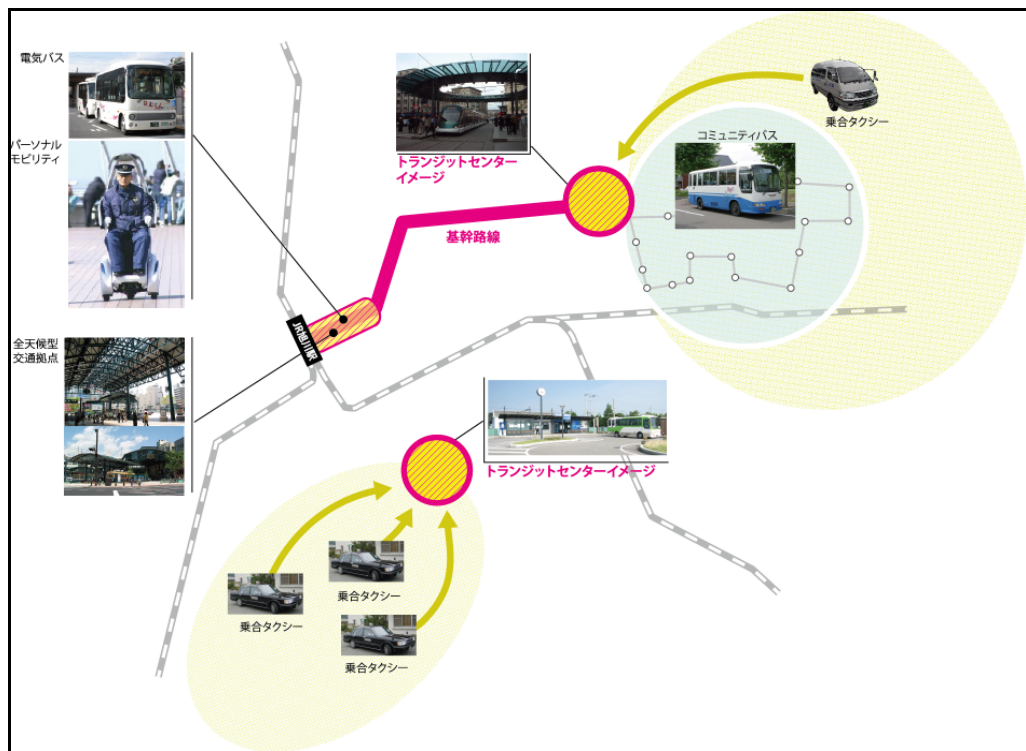 電気バス
パーソナル
モビリティ
全天候型
交通拠点
トランジットセンター
イメージ
乗合タクシー
コミュニティバス
基幹路線
JR旭川駅
トランジットセンターイメージ
乗合タクシー
乗合タクシー
乗合タクシー